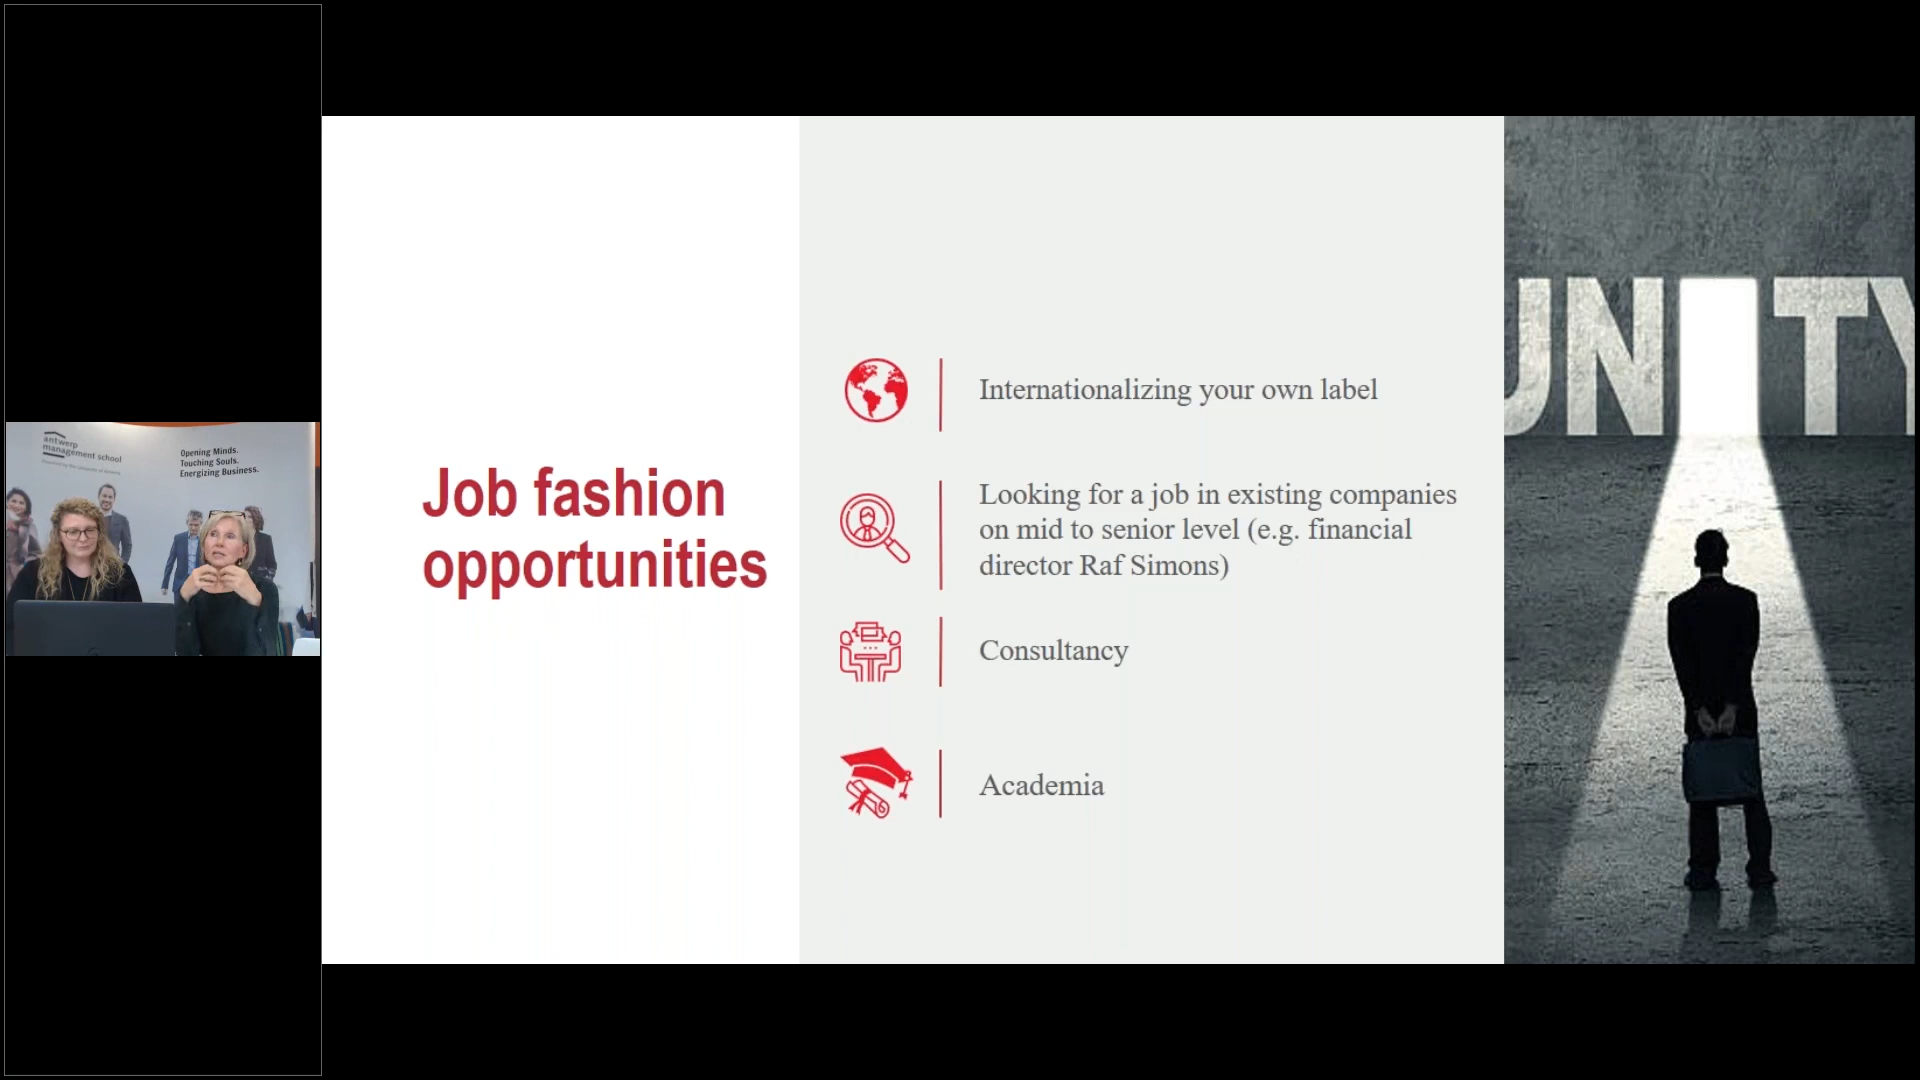 antwerp
management school
Opening Minds.
Touching Souls.
Energizing Business.
Job fashion
opportunities
Internationalizing your own label
Looking for a job in existing companies
on mid to senior level (e.g. financial
director Raf Simons)
Consultancy
Academia
UNITY